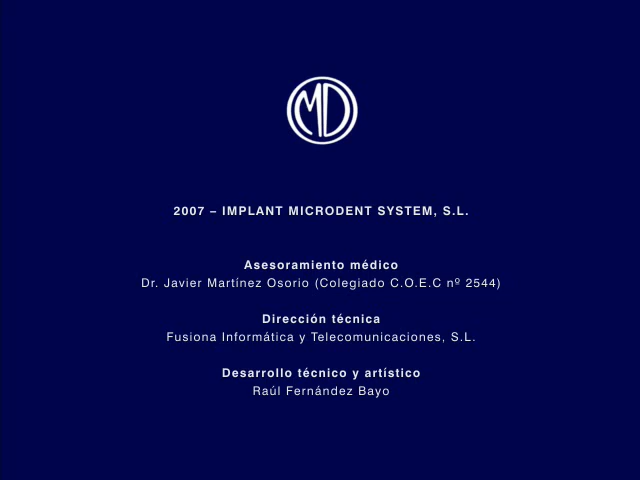 MD
2007 – IMPLANT MICRODENT SYSTEM, S.L.
Asesoramiento médico
Dr. Javier Martínez Osorio (Colegiado C.O.E.C nº 2544)
Dirección técnica
Fusiona Informática y Telecomunicaciones, S.L.
Desarrollo técnico y artístico
Raúl Fernández Bayo